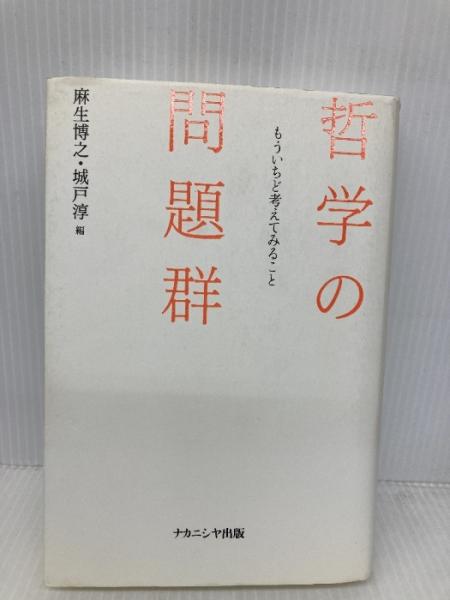 哲学の
もういちど考えてみること
問題群
麻生博之・城戸淳 編
ナカニシヤ出版